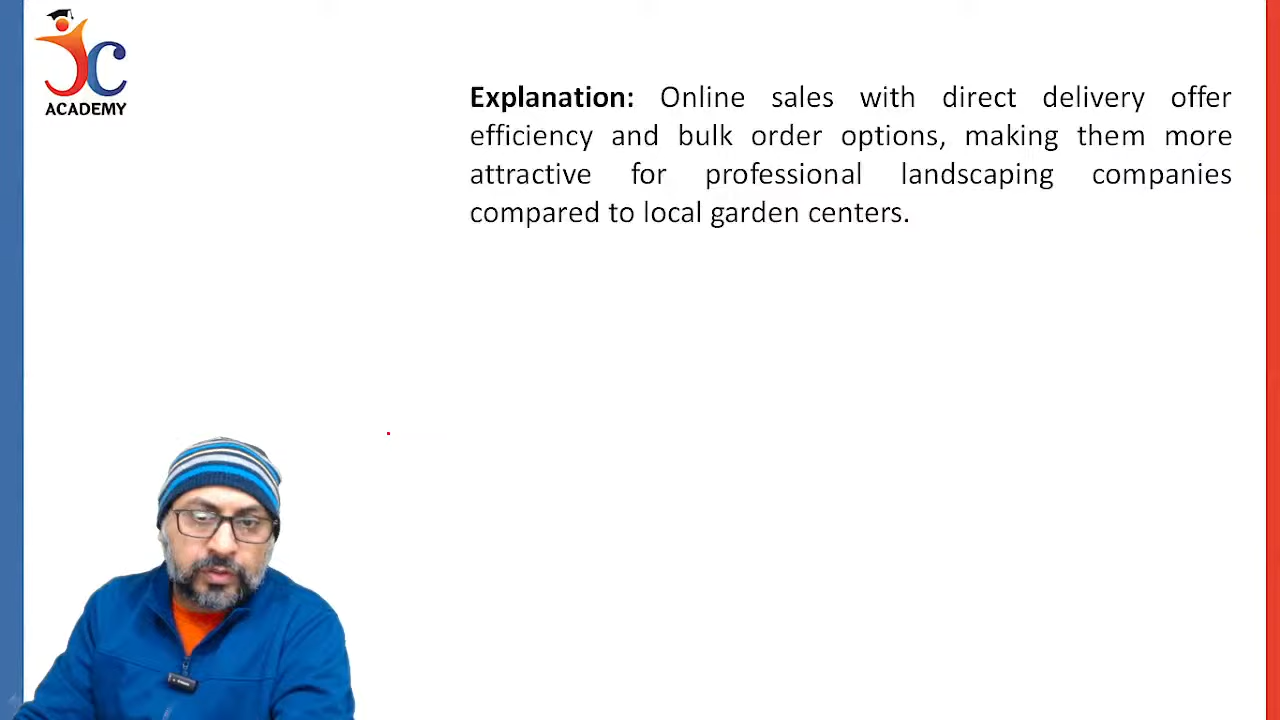 JC
ACADEMY
Explanation: Online sales with direct delivery offer
efficiency and bulk order options, making them more
attractive for professional landscaping companies
compared to local garden centers.